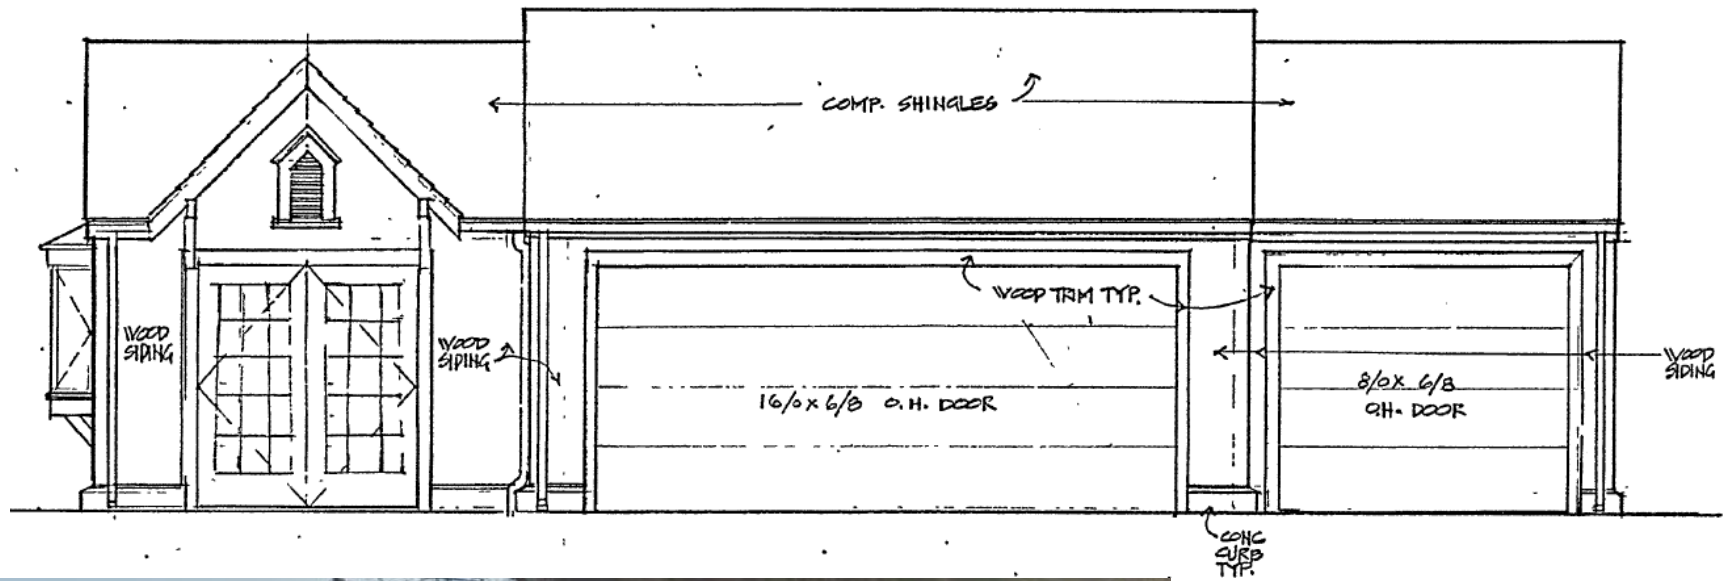 COMP. SHINGLES
WOOD TRIM TYP.
WOOD
SIDING
WOOD
SIDING
WOOD
SIDING
16/0 x 6/8 O.H. DOOR
8/0 X 6/8
O.H. DOOR
CONC
CURB
TYP.